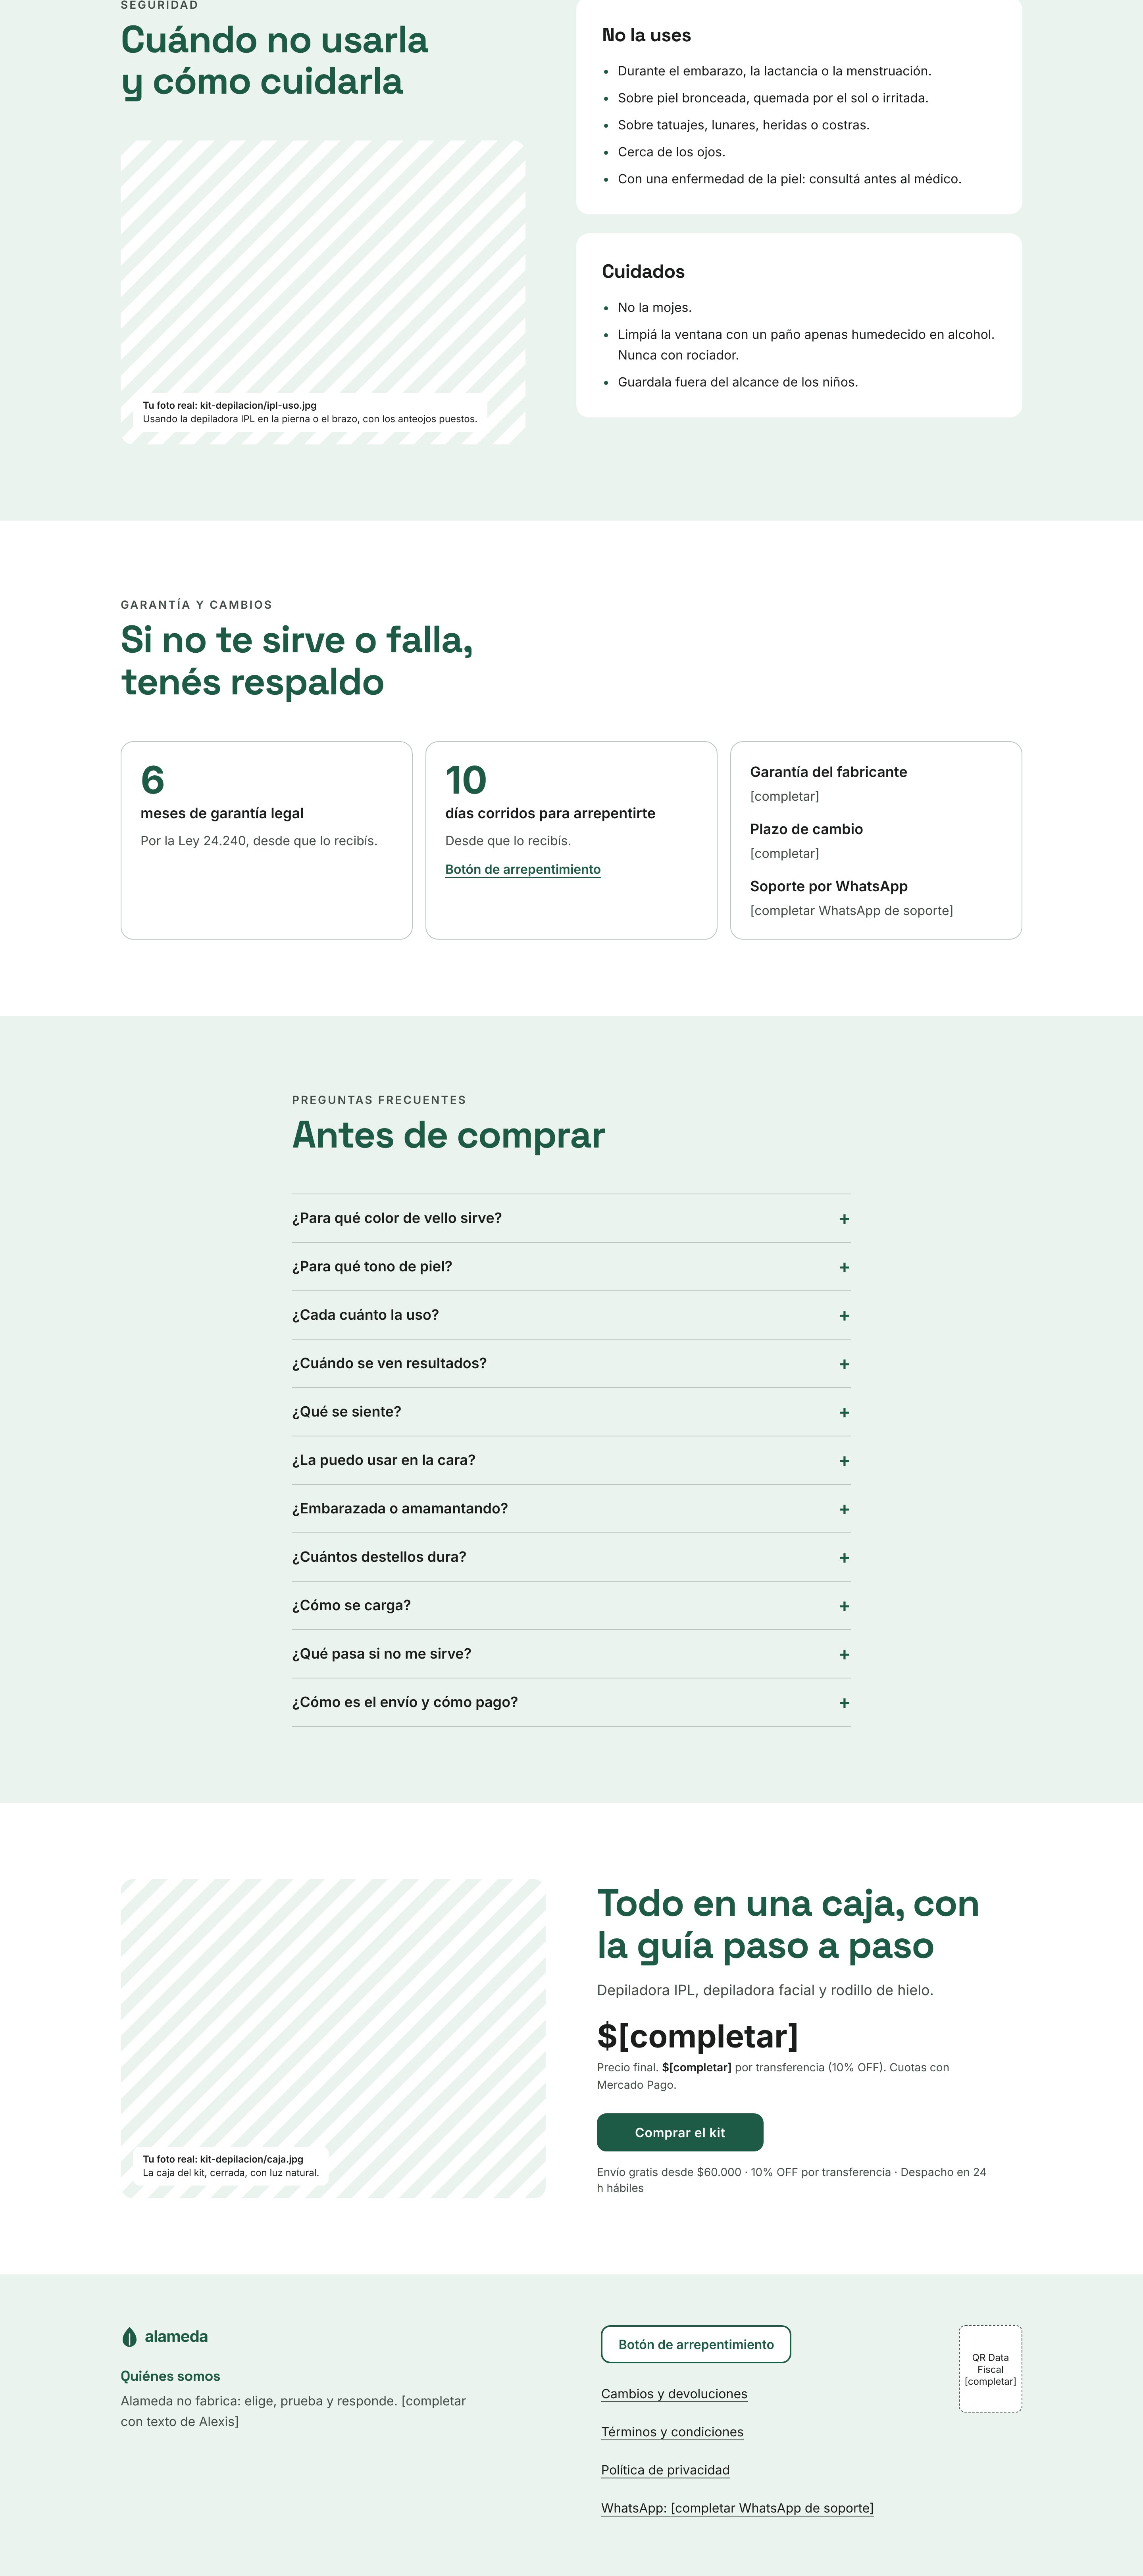 SEGURIDAD
Cuándo no usarla
y cómo cuidarla
Tu foto real: kit-depilacion/ipl-uso.jpg
Usando la depiladora IPL en la pierna o el brazo, con los anteojos puestos.
No la uses
• Durante el embarazo, la lactancia o la menstruación.
• Sobre piel bronceada, quemada por el sol o irritada.
• Sobre tatuajes, lunares, heridas o costras.
• Cerca de los ojos.
• Con una enfermedad de la piel: consultá antes al médico.
Cuidados
• No la mojes.
• Limpiá la ventana con un paño apenas humedecido en alcohol.
Nunca con rociador.
• Guardala fuera del alcance de los niños.
GARANTÍA Y CAMBIOS
Si no te sirve o falla,
tenés respaldo
6
meses de garantía legal
Por la Ley 24.240, desde que lo recibís.
10
días corridos para arrepentirte
Desde que lo recibís.
Botón de arrepentimiento
Garantía del fabricante
[completar]
Plazo de cambio
[completar]
Soporte por WhatsApp
[completar WhatsApp de soporte]
PREGUNTAS FRECUENTES
Antes de comprar
¿Para qué color de vello sirve? +
¿Para qué tono de piel? +
¿Cada cuánto la uso? +
¿Cuándo se ven resultados? +
¿Qué se siente? +
¿La puedo usar en la cara? +
¿Embarazada o amamantando? +
¿Cuántos destellos dura? +
¿Cómo se carga? +
¿Qué pasa si no me sirve? +
¿Cómo es el envío y cómo pago? +
Tu foto real: kit-depilacion/caja.jpg
La caja del kit, cerrada, con luz natural.
Todo en una caja, con
la guía paso a paso
Depiladora IPL, depiladora facial y rodillo de hielo.
$[completar]
Precio final. $[completar] por transferencia (10% OFF). Cuotas con
Mercado Pago.
Comprar el kit
Envío gratis desde $60.000 · 10% OFF por transferencia · Despacho en 24
h hábiles
alameda
Quiénes somos
Alameda no fabrica: elige, prueba y responde. [completar
con texto de Alexis]
Botón de arrepentimiento
Cambios y devoluciones
Términos y condiciones
Política de privacidad
WhatsApp: [completar WhatsApp de soporte]
QR Data
Fiscal
[completar]